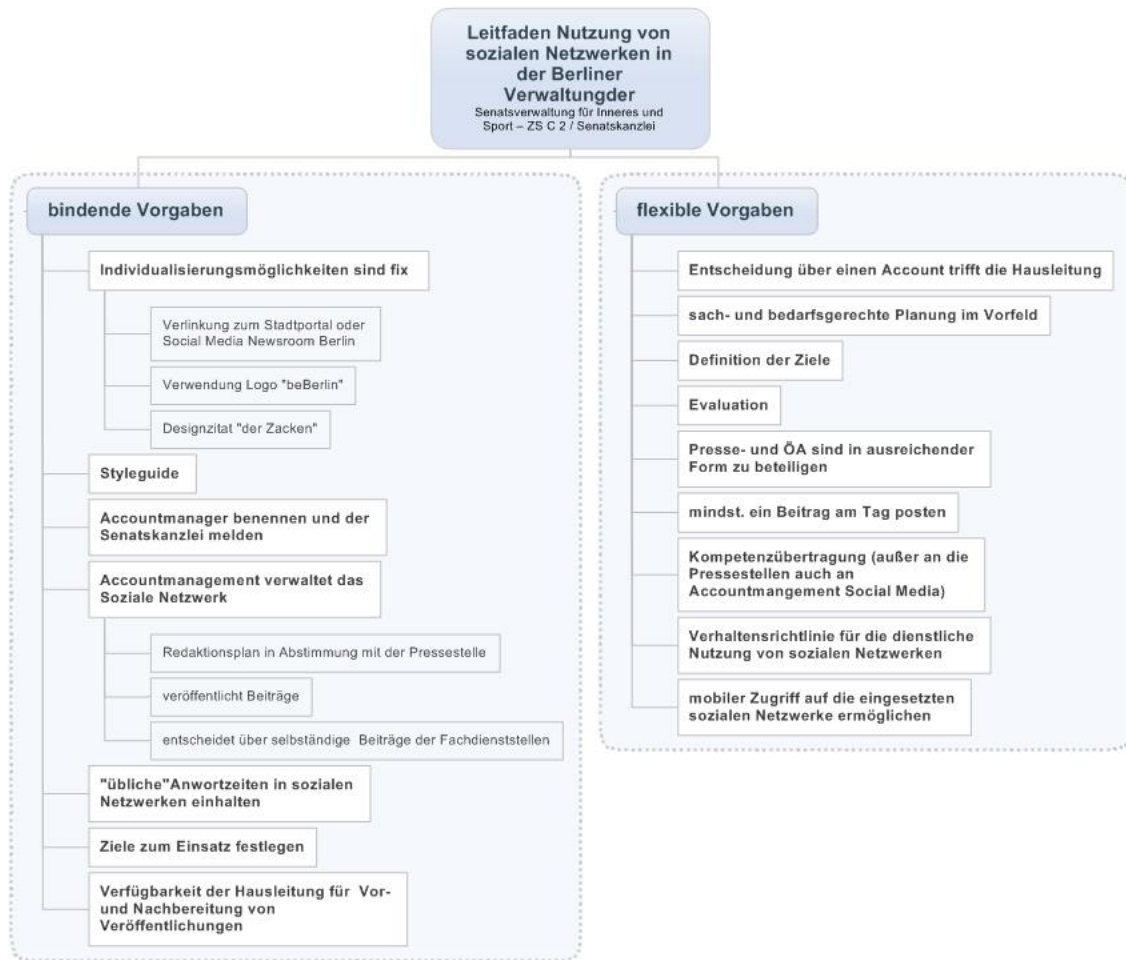 Leitfaden Nutzung von
sozialen Netzwerken in
der Berliner
Verwaltungder
Senatsverwaltung für Inneres und
Sport – ZS C 2 / Senatskanzlei
bindende Vorgaben
Individualisierungsmöglichkeiten sind fix
Verlinkung zum Stadtportal oder
Social Media Newsroom Berlin
Verwendung Logo "beBerlin"
Designzitat "der Zacken"
Styleguide
Accountmanager benennen und der
Senatskanzlei melden
Accountmanagement verwaltet das
Soziale Netzwerk
Redaktionsplan in Abstimmung mit der Pressestelle
veröffentlicht Beiträge
entscheidet über selbständige Beiträge der Fachdienststellen
"übliche"Anwortzeiten in sozialen
Netzwerken einhalten
Ziele zum Einsatz festlegen
Verfügbarkeit der Hausleitung für Vor-
und Nachbereitung von
Veröffentlichungen
flexible Vorgaben
Entscheidung über einen Account trifft die Hausleitung
sach- und bedarfsgerechte Planung im Vorfeld
Definition der Ziele
Evaluation
Presse- und ÖA sind in ausreichender
Form zu beteiligen
mindst. ein Beitrag am Tag posten
Kompetenzübertragung (außer an die
Pressestellen auch an
Accountmangement Social Media)
Verhaltensrichtlinie für die dienstliche
Nutzung von sozialen Netzwerken
mobiler Zugriff auf die eingesetzten
sozialen Netzwerke ermöglichen